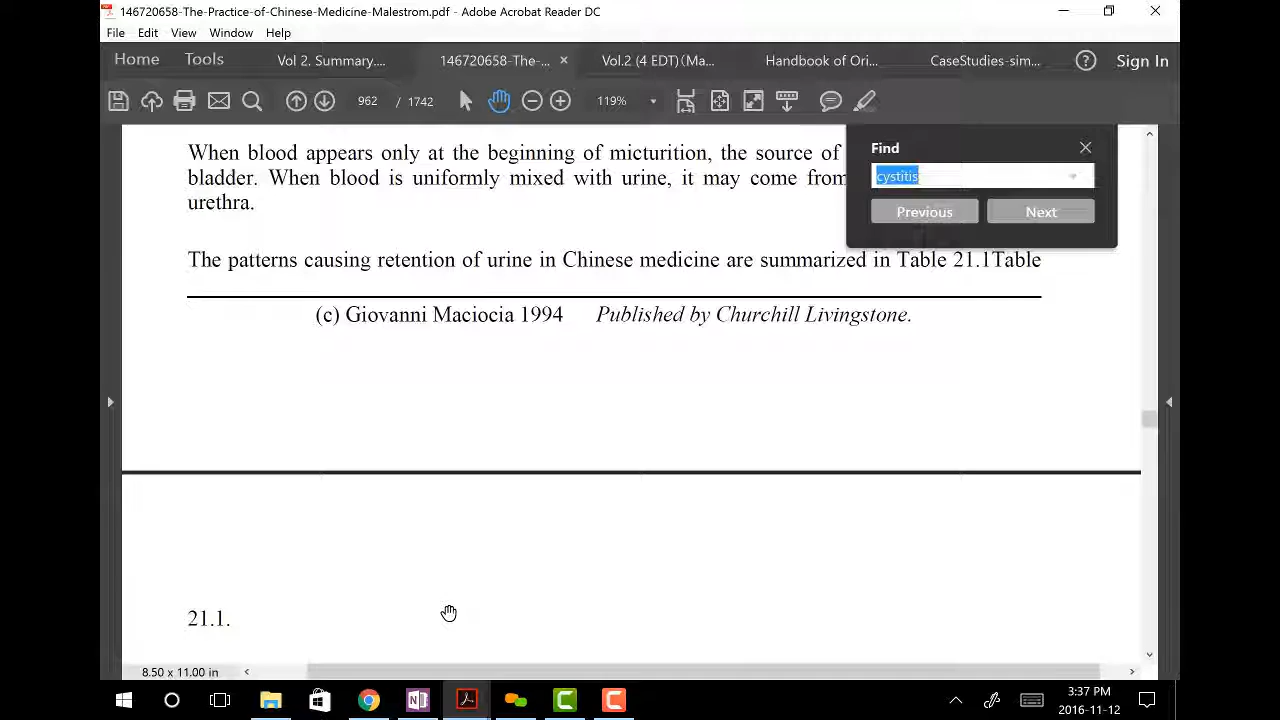 146720658-The-Practice-of-Chinese-Medicine-Malestrom.pdf - Adobe Acrobat Reader DC
File Edit View Window Help
Home Tools Vol 2. Summary.... 146720658-The-... Vol.2 (4 EDT)(Ma... Handbook of Ori... CaseStudies-sim... Sign In
962 / 1742 119%
When blood appears only at the beginning of micturition, the source of
bladder. When blood is uniformly mixed with urine, it may come from
urethra.
Find
cystitis
Previous Next
The patterns causing retention of urine in Chinese medicine are summarized in Table 21.1Table
(c) Giovanni Maciocia 1994 Published by Churchill Livingstone.
21.1.
8.50 x 11.00 in
3:37 PM
2016-11-12